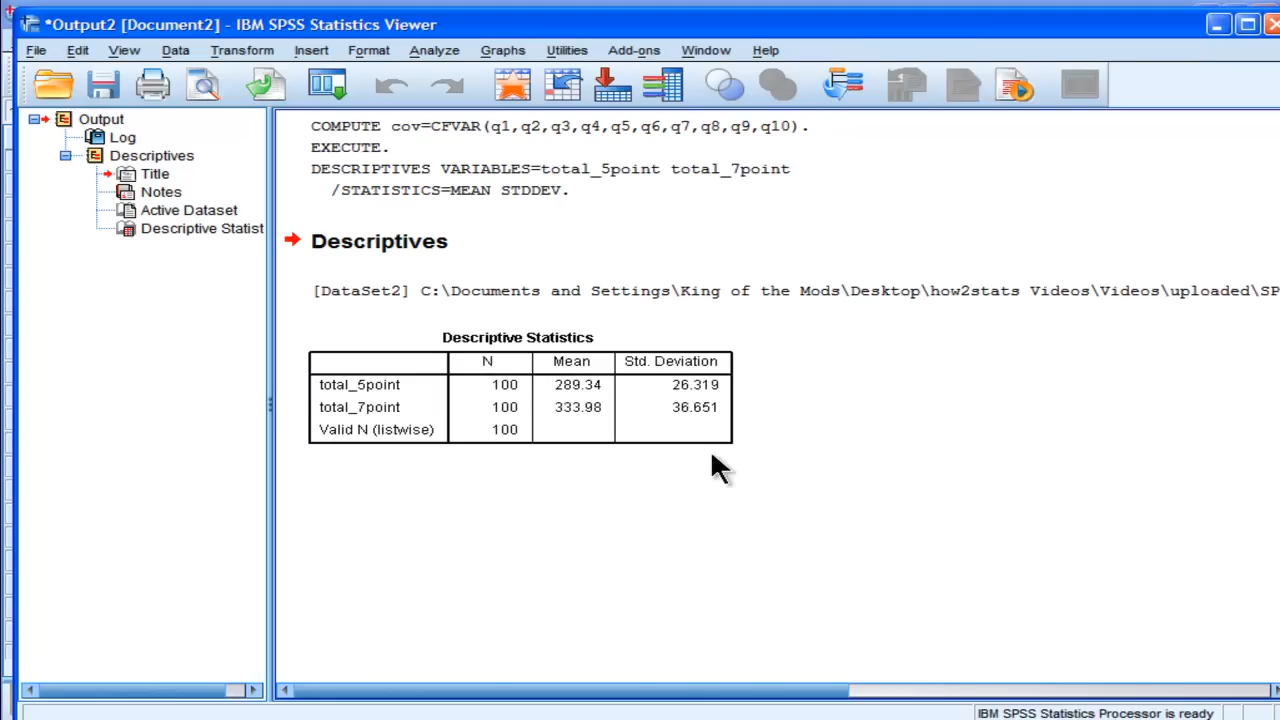 *Output2 [Document2] - IBM SPSS Statistics Viewer
File Edit View Data Transform Insert Format Analyze Graphs Utilities Add-ons Window Help
Output
Log
Descriptives
Title
Notes
Active Dataset
Descriptive Statist
COMPUTE cov=CFVAR(q1,q2,q3,q4,q5,q6,q7,q8,q9,q10).
EXECUTE.
DESCRIPTIVES VARIABLES=total_5point total_7point
/STATISTICS=MEAN STDDEV.
Descriptives
[DataSet2] C:\Documents and Settings\King of the Mods\Desktop\how2stats Videos\Videos\uploaded\SP
Descriptive Statistics
N Mean Std. Deviation
total_5point 100 289.34 26.319
total_7point 100 333.98 36.651
Valid N (listwise) 100
IBM SPSS Statistics Processor is ready